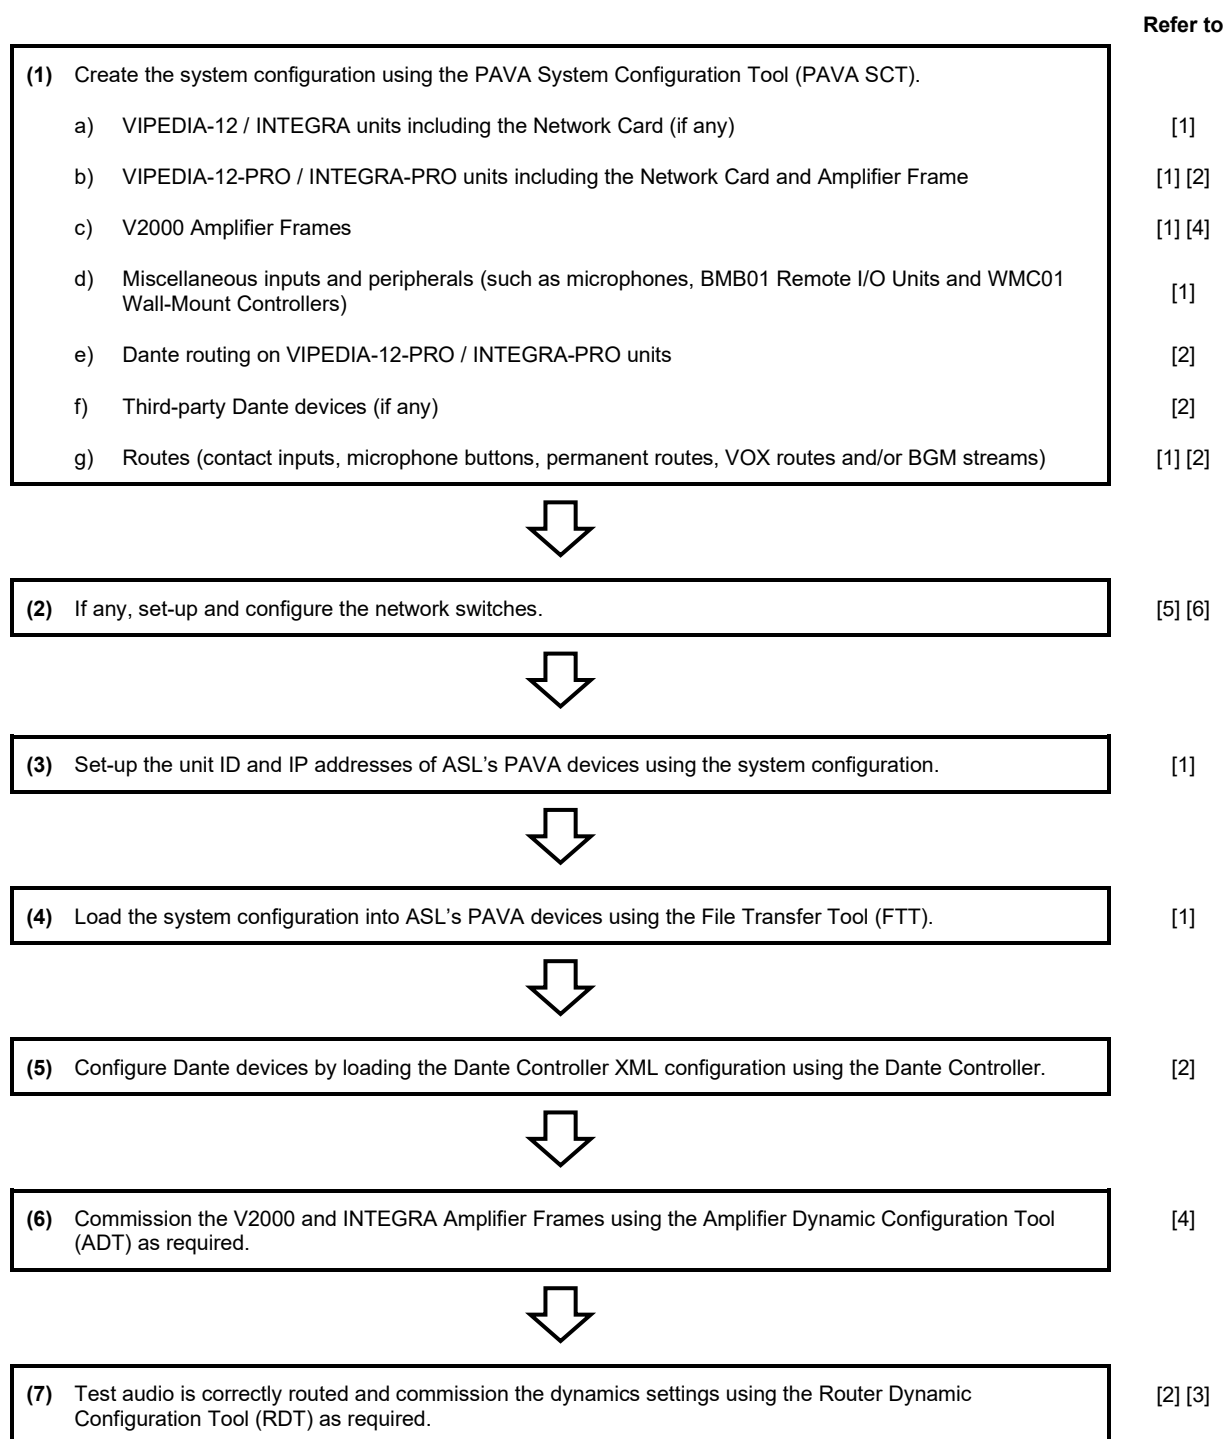 Refer to
(1) Create the system configuration using the PAVA System Configuration Tool (PAVA SCT).
a) VIPEDIA-12 / INTEGRA units including the Network Card (if any) [1]
b) VIPEDIA-12-PRO / INTEGRA-PRO units including the Network Card and Amplifier Frame [1] [2]
c) V2000 Amplifier Frames [1] [4]
d) Miscellaneous inputs and peripherals (such as microphones, BMB01 Remote I/O Units and WMC01
Wall-Mount Controllers) [1]
e) Dante routing on VIPEDIA-12-PRO / INTEGRA-PRO units [2]
f) Third-party Dante devices (if any) [2]
g) Routes (contact inputs, microphone buttons, permanent routes, VOX routes and/or BGM streams) [1] [2]
(2) If any, set-up and configure the network switches. [5] [6]
(3) Set-up the unit ID and IP addresses of ASL's PAVA devices using the system configuration. [1]
(4) Load the system configuration into ASL's PAVA devices using the File Transfer Tool (FTT). [1]
(5) Configure Dante devices by loading the Dante Controller XML configuration using the Dante Controller. [2]
(6) Commission the V2000 and INTEGRA Amplifier Frames using the Amplifier Dynamic Configuration Tool [4]
(ADT) as required.
(7) Test audio is correctly routed and commission the dynamics settings using the Router Dynamic [2] [3]
Configuration Tool (RDT) as required.